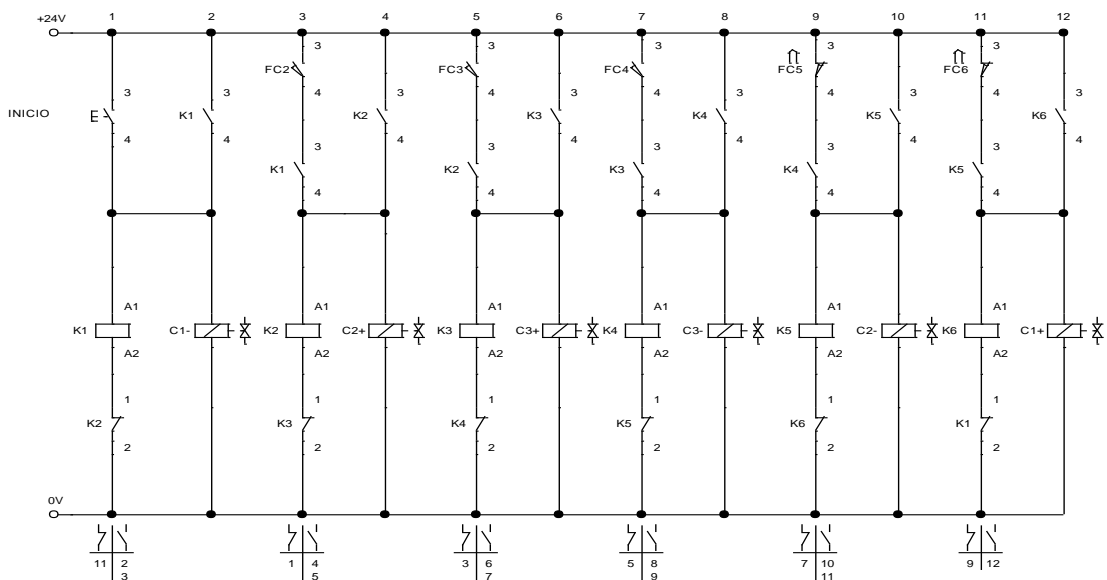 1 2 3 4 5 6 7 8 9 10 11 12
+24V
3 3 3 3 3
FC2 FC3 FC4 FC5 FC6
4 4 4 4 4
3 3 3 3 3 3 3
INICIO E K1 K2 K3 K4 K5 K6
4 4 4 4 4 4 4
3 3 3 3 3
K1 K2 K3 K4 K5
4 4 4 4 4
A1 A1 A1 A1 A1 A1
K1 C1- K2 C2+ K3 C3+ K4 C3- K5 C2- K6 C1+
A2 A2 A2 A2 A2 A2
1 1 1 1 1 1
K2 K3 K4 K5 K6 K1
2 2 2 2 2 2
0V
11 2 1 4 3 6 5 8 7 10 9 12
3 5 7 9 11